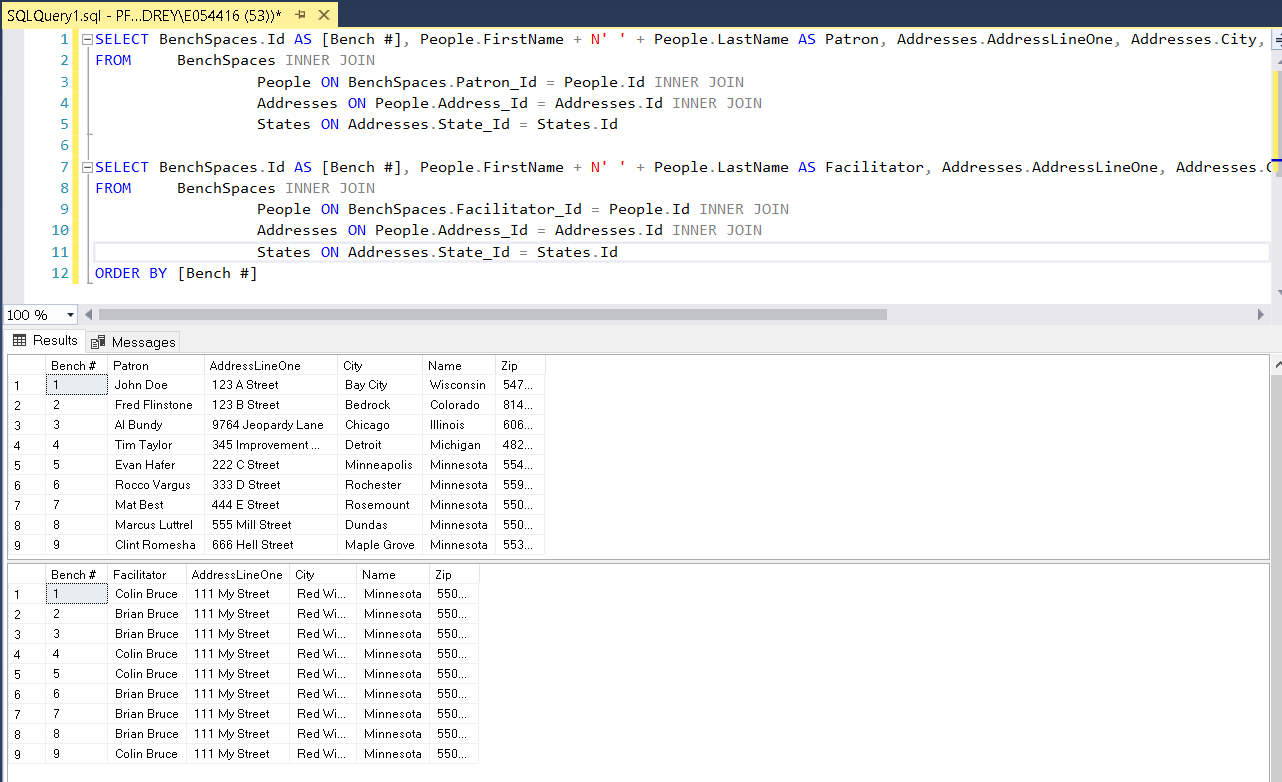 SQLQuery1.sql - PF...DREY\E054416 (53))*
1 SELECT BenchSpaces.Id AS [Bench #], People.FirstName + N' ' + People.LastName AS Patron, Addresses.AddressLineOne, Addresses.City,
2 FROM BenchSpaces INNER JOIN
3 People ON BenchSpaces.Patron_Id = People.Id INNER JOIN
4 Addresses ON People.Address_Id = Addresses.Id INNER JOIN
5 States ON Addresses.State_Id = States.Id
6
7 SELECT BenchSpaces.Id AS [Bench #], People.FirstName + N' ' + People.LastName AS Facilitator, Addresses.AddressLineOne, Addresses.C
8 FROM BenchSpaces INNER JOIN
9 People ON BenchSpaces.Facilitator_Id = People.Id INNER JOIN
10 Addresses ON People.Address_Id = Addresses.Id INNER JOIN
11 States ON Addresses.State_Id = States.Id
12 ORDER BY [Bench #]
100 %
Results Messages
Bench # Patron AddressLineOne City Name Zip
1 1 John Doe 123 A Street Bay City Wisconsin 547...
2 2 Fred Flinstone 123 B Street Bedrock Colorado 814...
3 3 Al Bundy 9764 Jeopardy Lane Chicago Illinois 606...
4 4 Tim Taylor 345 Improvement ... Detroit Michigan 482...
5 5 Evan Hafer 222 C Street Minneapolis Minnesota 554...
6 6 Rocco Vargus 333 D Street Rochester Minnesota 559...
7 7 Mat Best 444 E Street Rosemount Minnesota 550...
8 8 Marcus Luttrel 555 Mill Street Dundas Minnesota 550...
9 9 Clint Romesha 666 Hell Street Maple Grove Minnesota 553...
Bench # Facilitator AddressLineOne City Name Zip
1 1 Colin Bruce 111 My Street Red Wi... Minnesota 550...
2 2 Brian Bruce 111 My Street Red Wi... Minnesota 550...
3 3 Brian Bruce 111 My Street Red Wi... Minnesota 550...
4 4 Colin Bruce 111 My Street Red Wi... Minnesota 550...
5 5 Colin Bruce 111 My Street Red Wi... Minnesota 550...
6 6 Brian Bruce 111 My Street Red Wi... Minnesota 550...
7 7 Brian Bruce 111 My Street Red Wi... Minnesota 550...
8 8 Brian Bruce 111 My Street Red Wi... Minnesota 550...
9 9 Colin Bruce 111 My Street Red Wi... Minnesota 550...